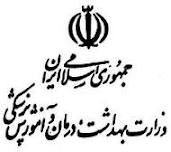 جمهوری اسلامی ایران
وزارت بهداشت، درمان و آموزش پزشکی